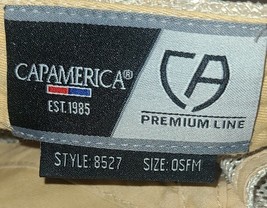 CAPAMERICA®
EST. 1985
CA
PREMIUM LINE
STYLE: 8527 SIZE: OSFM